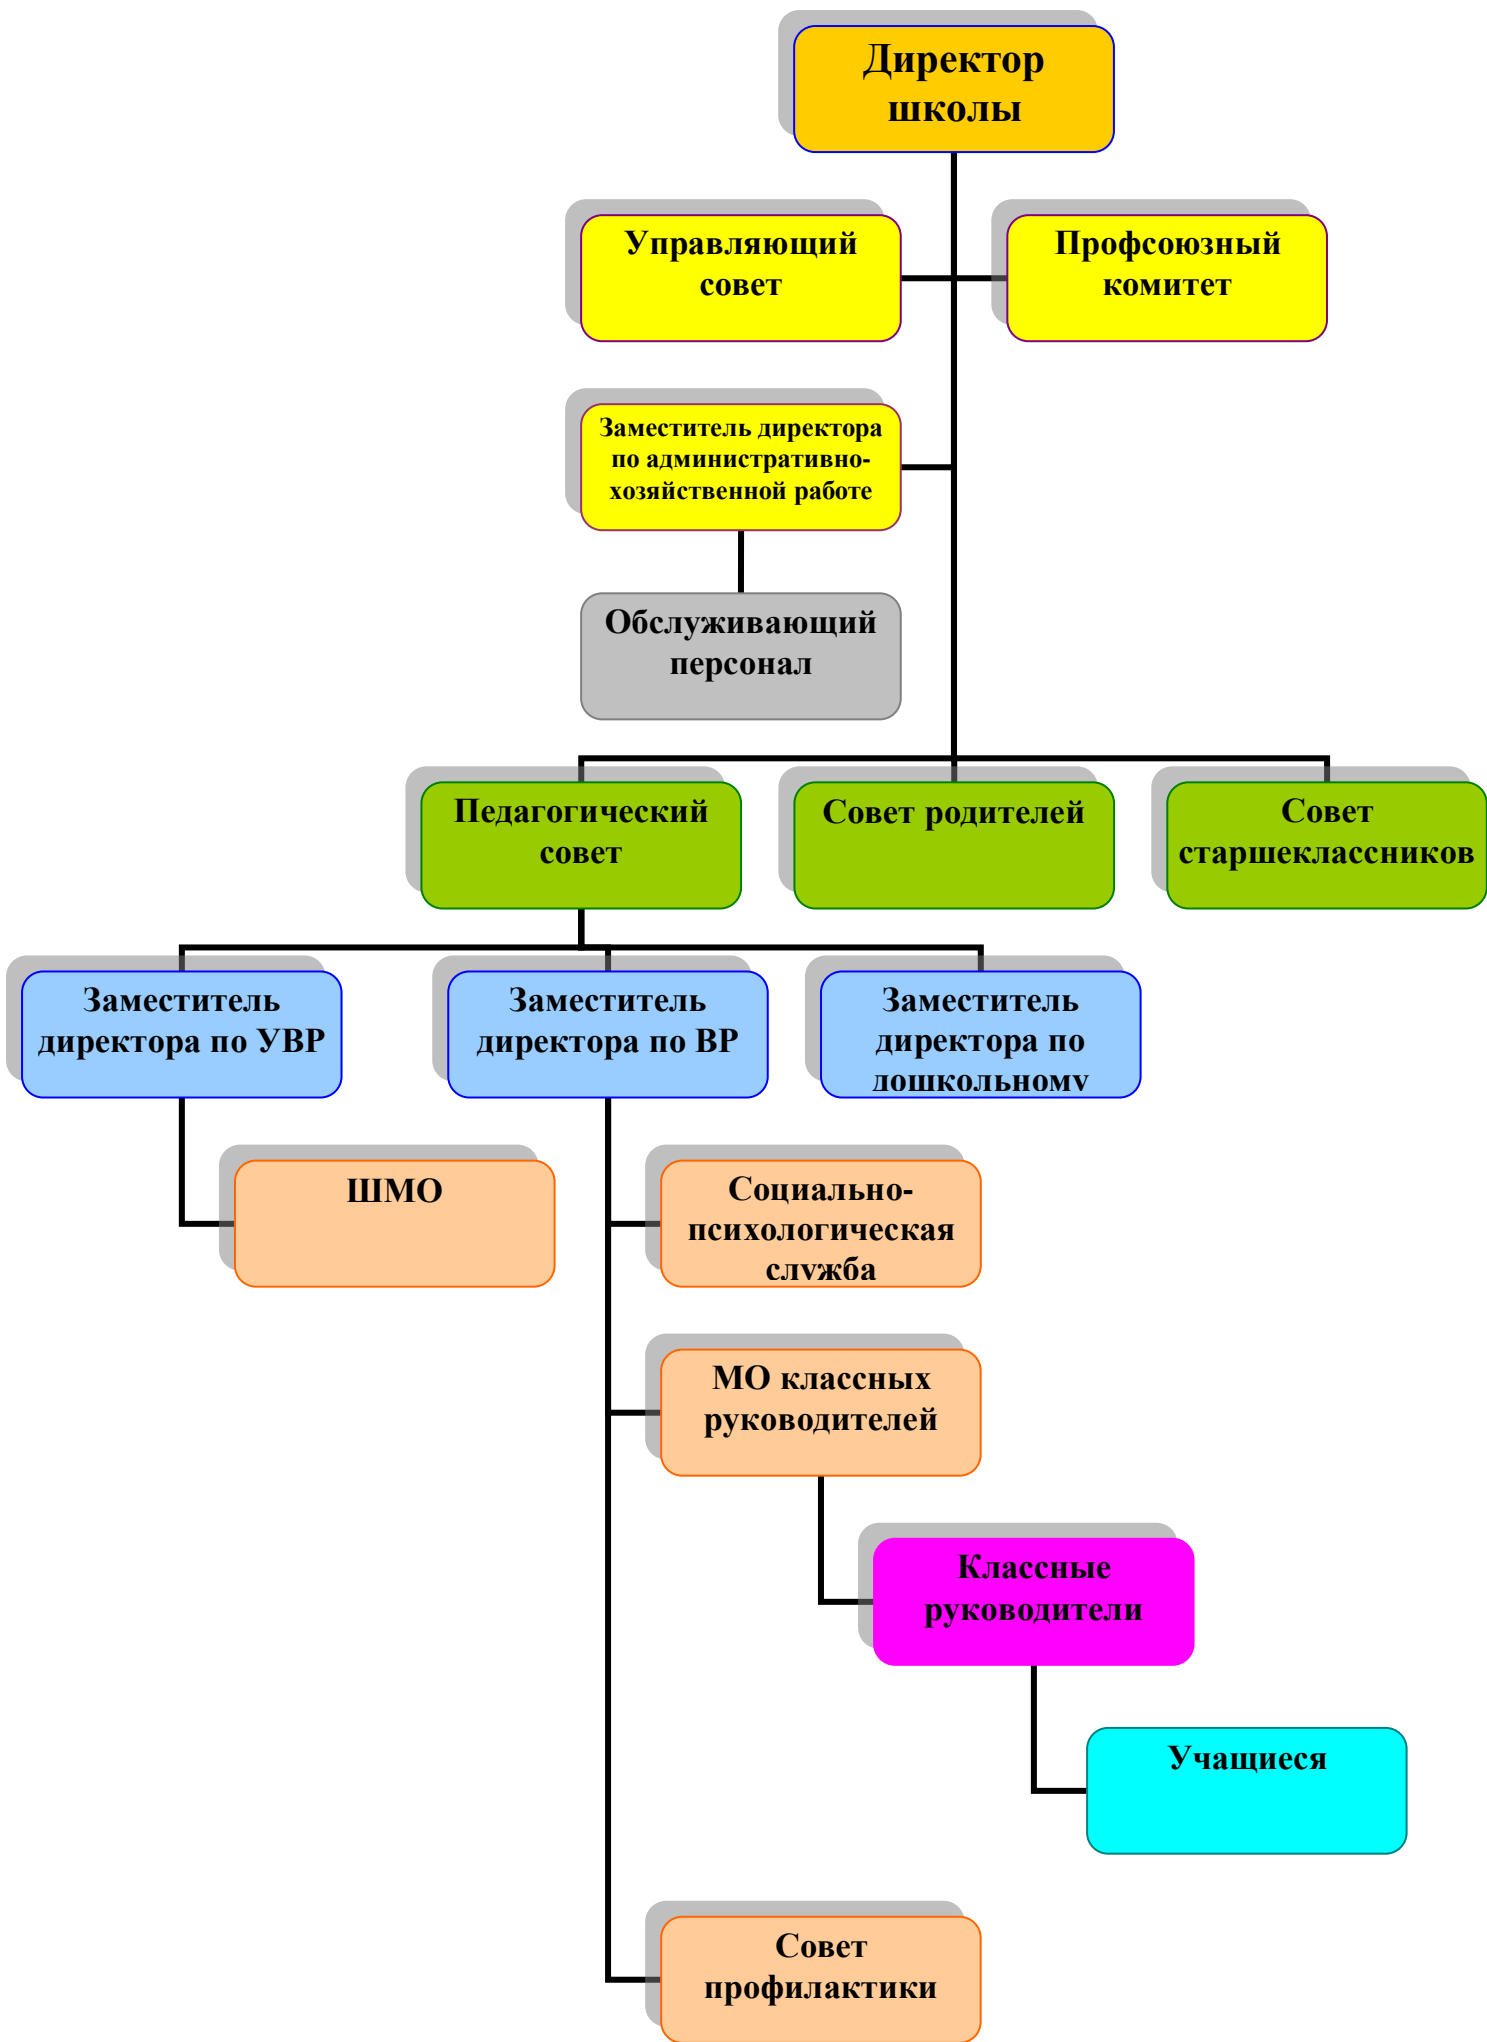 Директор
школы
Управляющий
совет
Профсоюзный
комитет
Заместитель директора
по административно-
хозяйственной работе
Обслуживающий
персонал
Педагогический
совет
Совет родителей
Совет
старшеклассников
Заместитель
директора по УВР
Заместитель
директора по ВР
Заместитель
директора по
дошкольному
ШМО
Социально-
психологическая
служба
МО классных
руководителей
Классные
руководители
Учащиеся
Совет
профилактики